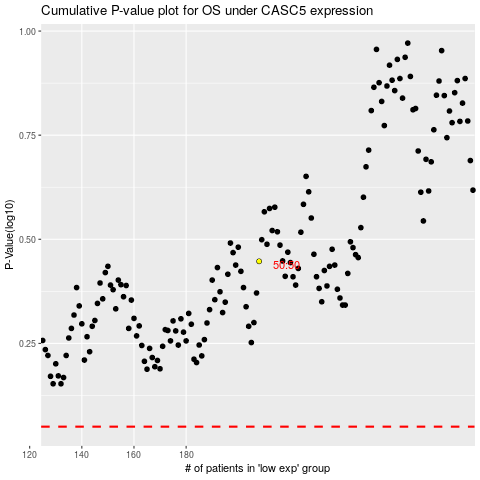 Cumulative P-value plot for OS under CASC5 expression
P-Value(log10)
1.00
0.75
0.50
0.25
50:50
120 140 160 180
# of patients in 'low exp' group